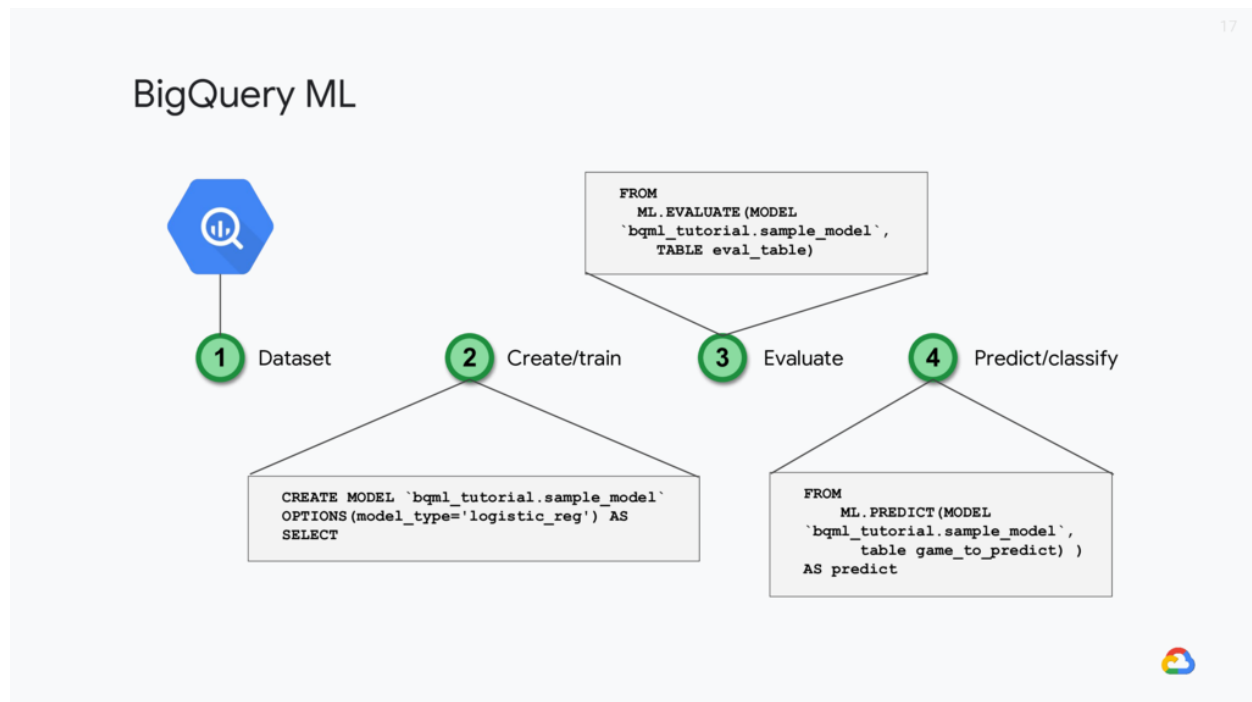 17
BigQuery ML
FROM
ML.EVALUATE(MODEL
`bqml_tutorial.sample_model`,
TABLE eval_table)
1 Dataset
2 Create/train
3 Evaluate
4 Predict/classify
CREATE MODEL `bqml_tutorial.sample_model`
OPTIONS(model_type='logistic_reg') AS
SELECT
FROM
ML.PREDICT(MODEL
`bqml_tutorial.sample_model`,
table game_to_predict) )
AS predict